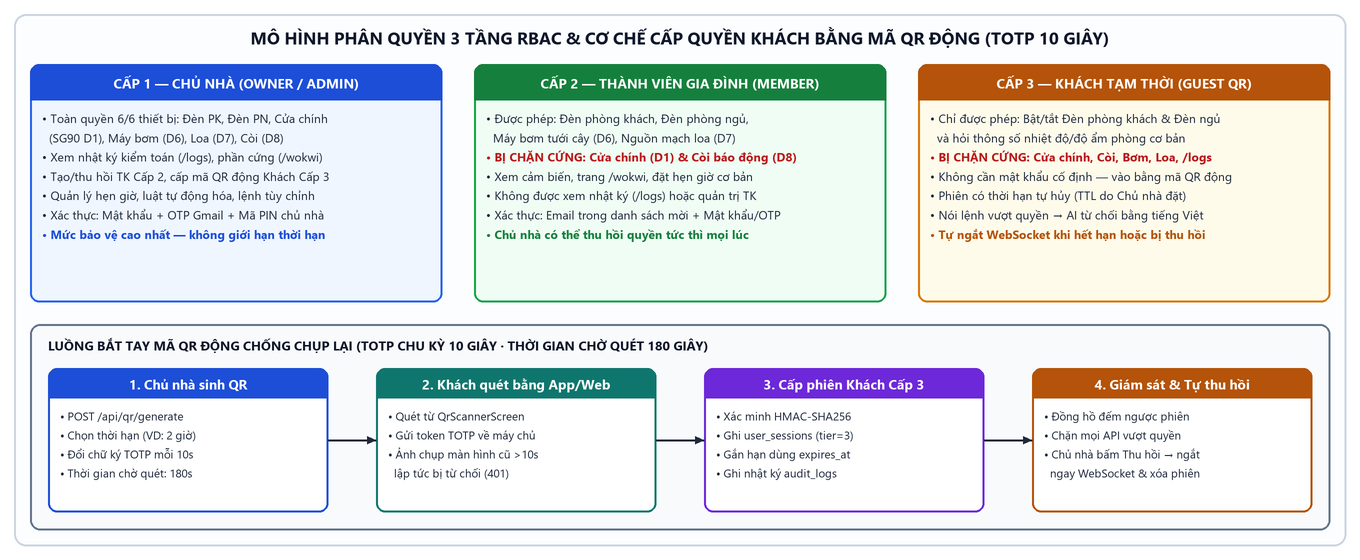 MÔ HÌNH PHÂN QUYỀN 3 TẦNG RBAC & CƠ CHẾ CẤP QUYỀN KHÁCH BẰNG MÃ QR ĐỘNG (TOTP 10 GIÂY)
CẤP 1 — CHỦ NHÀ (OWNER / ADMIN)
• Toàn quyền 6/6 thiết bị: Đèn PK, Đèn PN, Cửa chính
(SG90 D1), Máy bơm (D6), Loa (D7), Còi (D8)
• Xem nhật ký kiểm toán (/logs), phần cứng (/wokwi)
• Tạo/thu hồi TK Cấp 2, cấp mã QR động Khách Cấp 3
• Quản lý hẹn giờ, luật tự động hóa, lệnh tùy chỉnh
• Xác thực: Mật khẩu + OTP Gmail + Mã PIN chủ nhà
• Mức bảo vệ cao nhất — không giới hạn thời hạn
CẤP 2 — THÀNH VIÊN GIA ĐÌNH (MEMBER)
• Được phép: Đèn phòng khách, Đèn phòng ngủ,
Máy bơm tưới cây (D6), Nguồn mạch loa (D7)
• BỊ CHẶN CỨNG: Cửa chính (D1) & Còi báo động (D8)
• Xem cảm biến, trang /wokwi, đặt hẹn giờ cơ bản
• Không được xem nhật ký (/logs) hoặc quản trị TK
• Xác thực: Email trong danh sách mời + Mật khẩu/OTP
• Chủ nhà có thể thu hồi quyền tức thì mọi lúc
CẤP 3 — KHÁCH TẠM THỜI (GUEST QR)
• Chỉ được phép: Bật/tắt Đèn phòng khách & Đèn ngủ
và hỏi thông số nhiệt độ/độ ẩm phòng cơ bản
• BỊ CHẶN CỨNG: Cửa chính, Còi, Bơm, Loa, /logs
• Không cần mật khẩu cố định — vào bằng mã QR động
• Phiên có thời hạn tự hủy (TTL do Chủ nhà đặt)
• Nói lệnh vượt quyền → AI từ chối bằng tiếng Việt
• Tự ngắt WebSocket khi hết hạn hoặc bị thu hồi
LUỒNG BẮT TAY MÃ QR ĐỘNG CHỐNG CHỤP LẠI (TOTP CHU KỲ 10 GIÂY · THỜI GIAN CHỜ QUÉT 180 GIÂY)
1. Chủ nhà sinh QR
• POST /api/qr/generate
• Chọn thời hạn (VD: 2 giờ)
• Đổi chữ ký TOTP mỗi 10s
• Thời gian chờ quét: 180s
2. Khách quét bằng App/Web
• Quét từ QrScannerScreen
• Gửi token TOTP về máy chủ
• Ảnh chụp màn hình cũ >10s
lập tức bị từ chối (401)
3. Cấp phiên Khách Cấp 3
• Xác minh HMAC-SHA256
• Ghi user_sessions (tier=3)
• Gắn hạn dùng expires_at
• Ghi nhật ký audit_logs
4. Giám sát & Tự thu hồi
• Đồng hồ đếm ngược phiên
• Chặn mọi API vượt quyền
• Chủ nhà bấm Thu hồi → ngắt
ngay WebSocket & xóa phiên